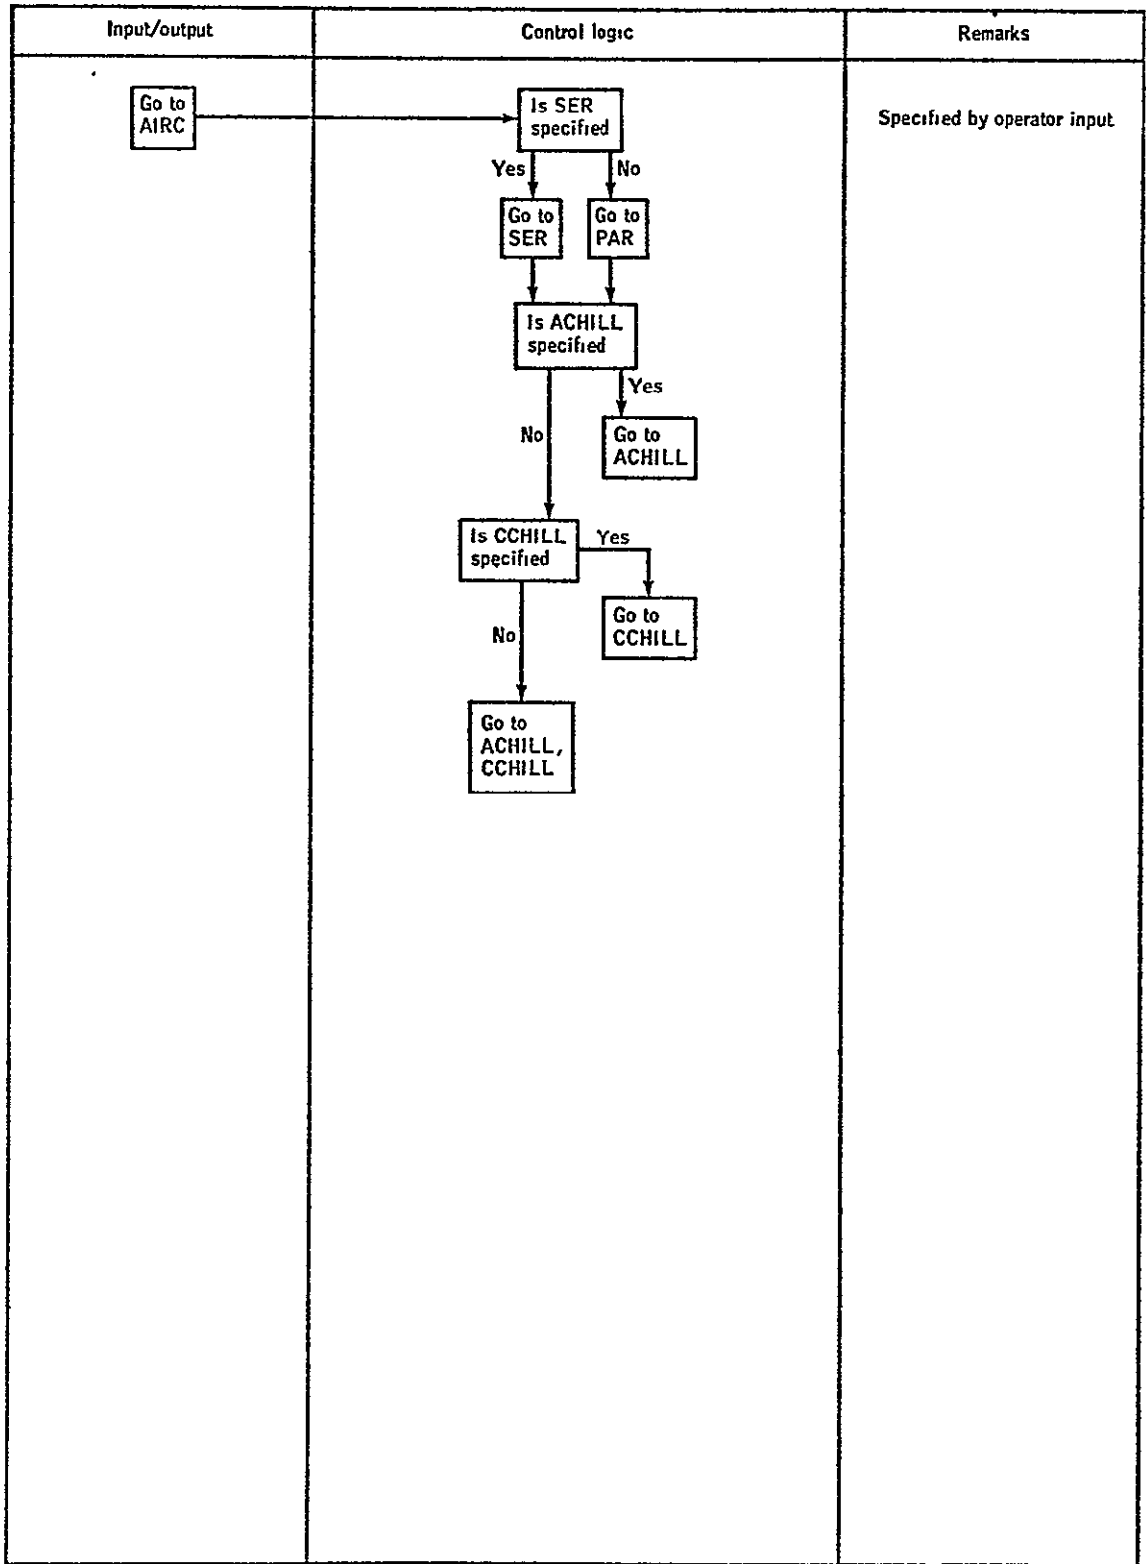 Input/output
Control logic
Remarks
Go to
AIRC
Is SER
specified
Specified by operator input
Yes
No
Go to
SER
Go to
PAR
Is ACHILL
specified
Yes
No
Go to
ACHILL
Is CCHILL
specified
Yes
No
Go to
CCHILL
Go to
ACHILL,
CCHILL